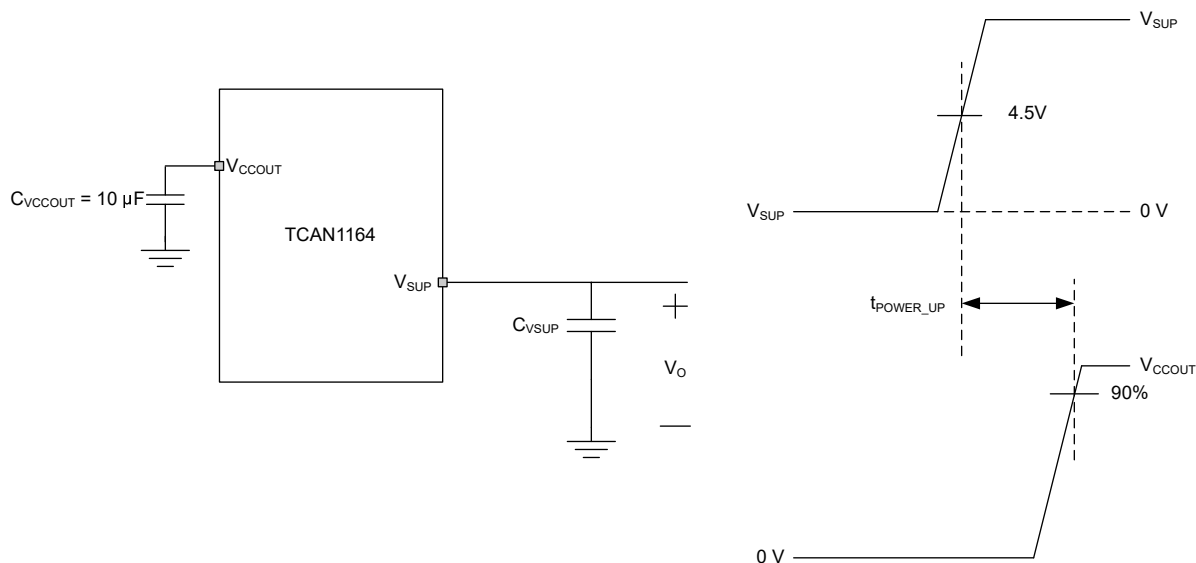 V_CCOUT
C_VCCOUT = 10 µF
TCAN1164
V_SUP
C_VSUP
+
V_O
—
V_SUP
4.5V
V_SUP
0 V
t_POWER_UP
V_CCOUT
90%
0 V